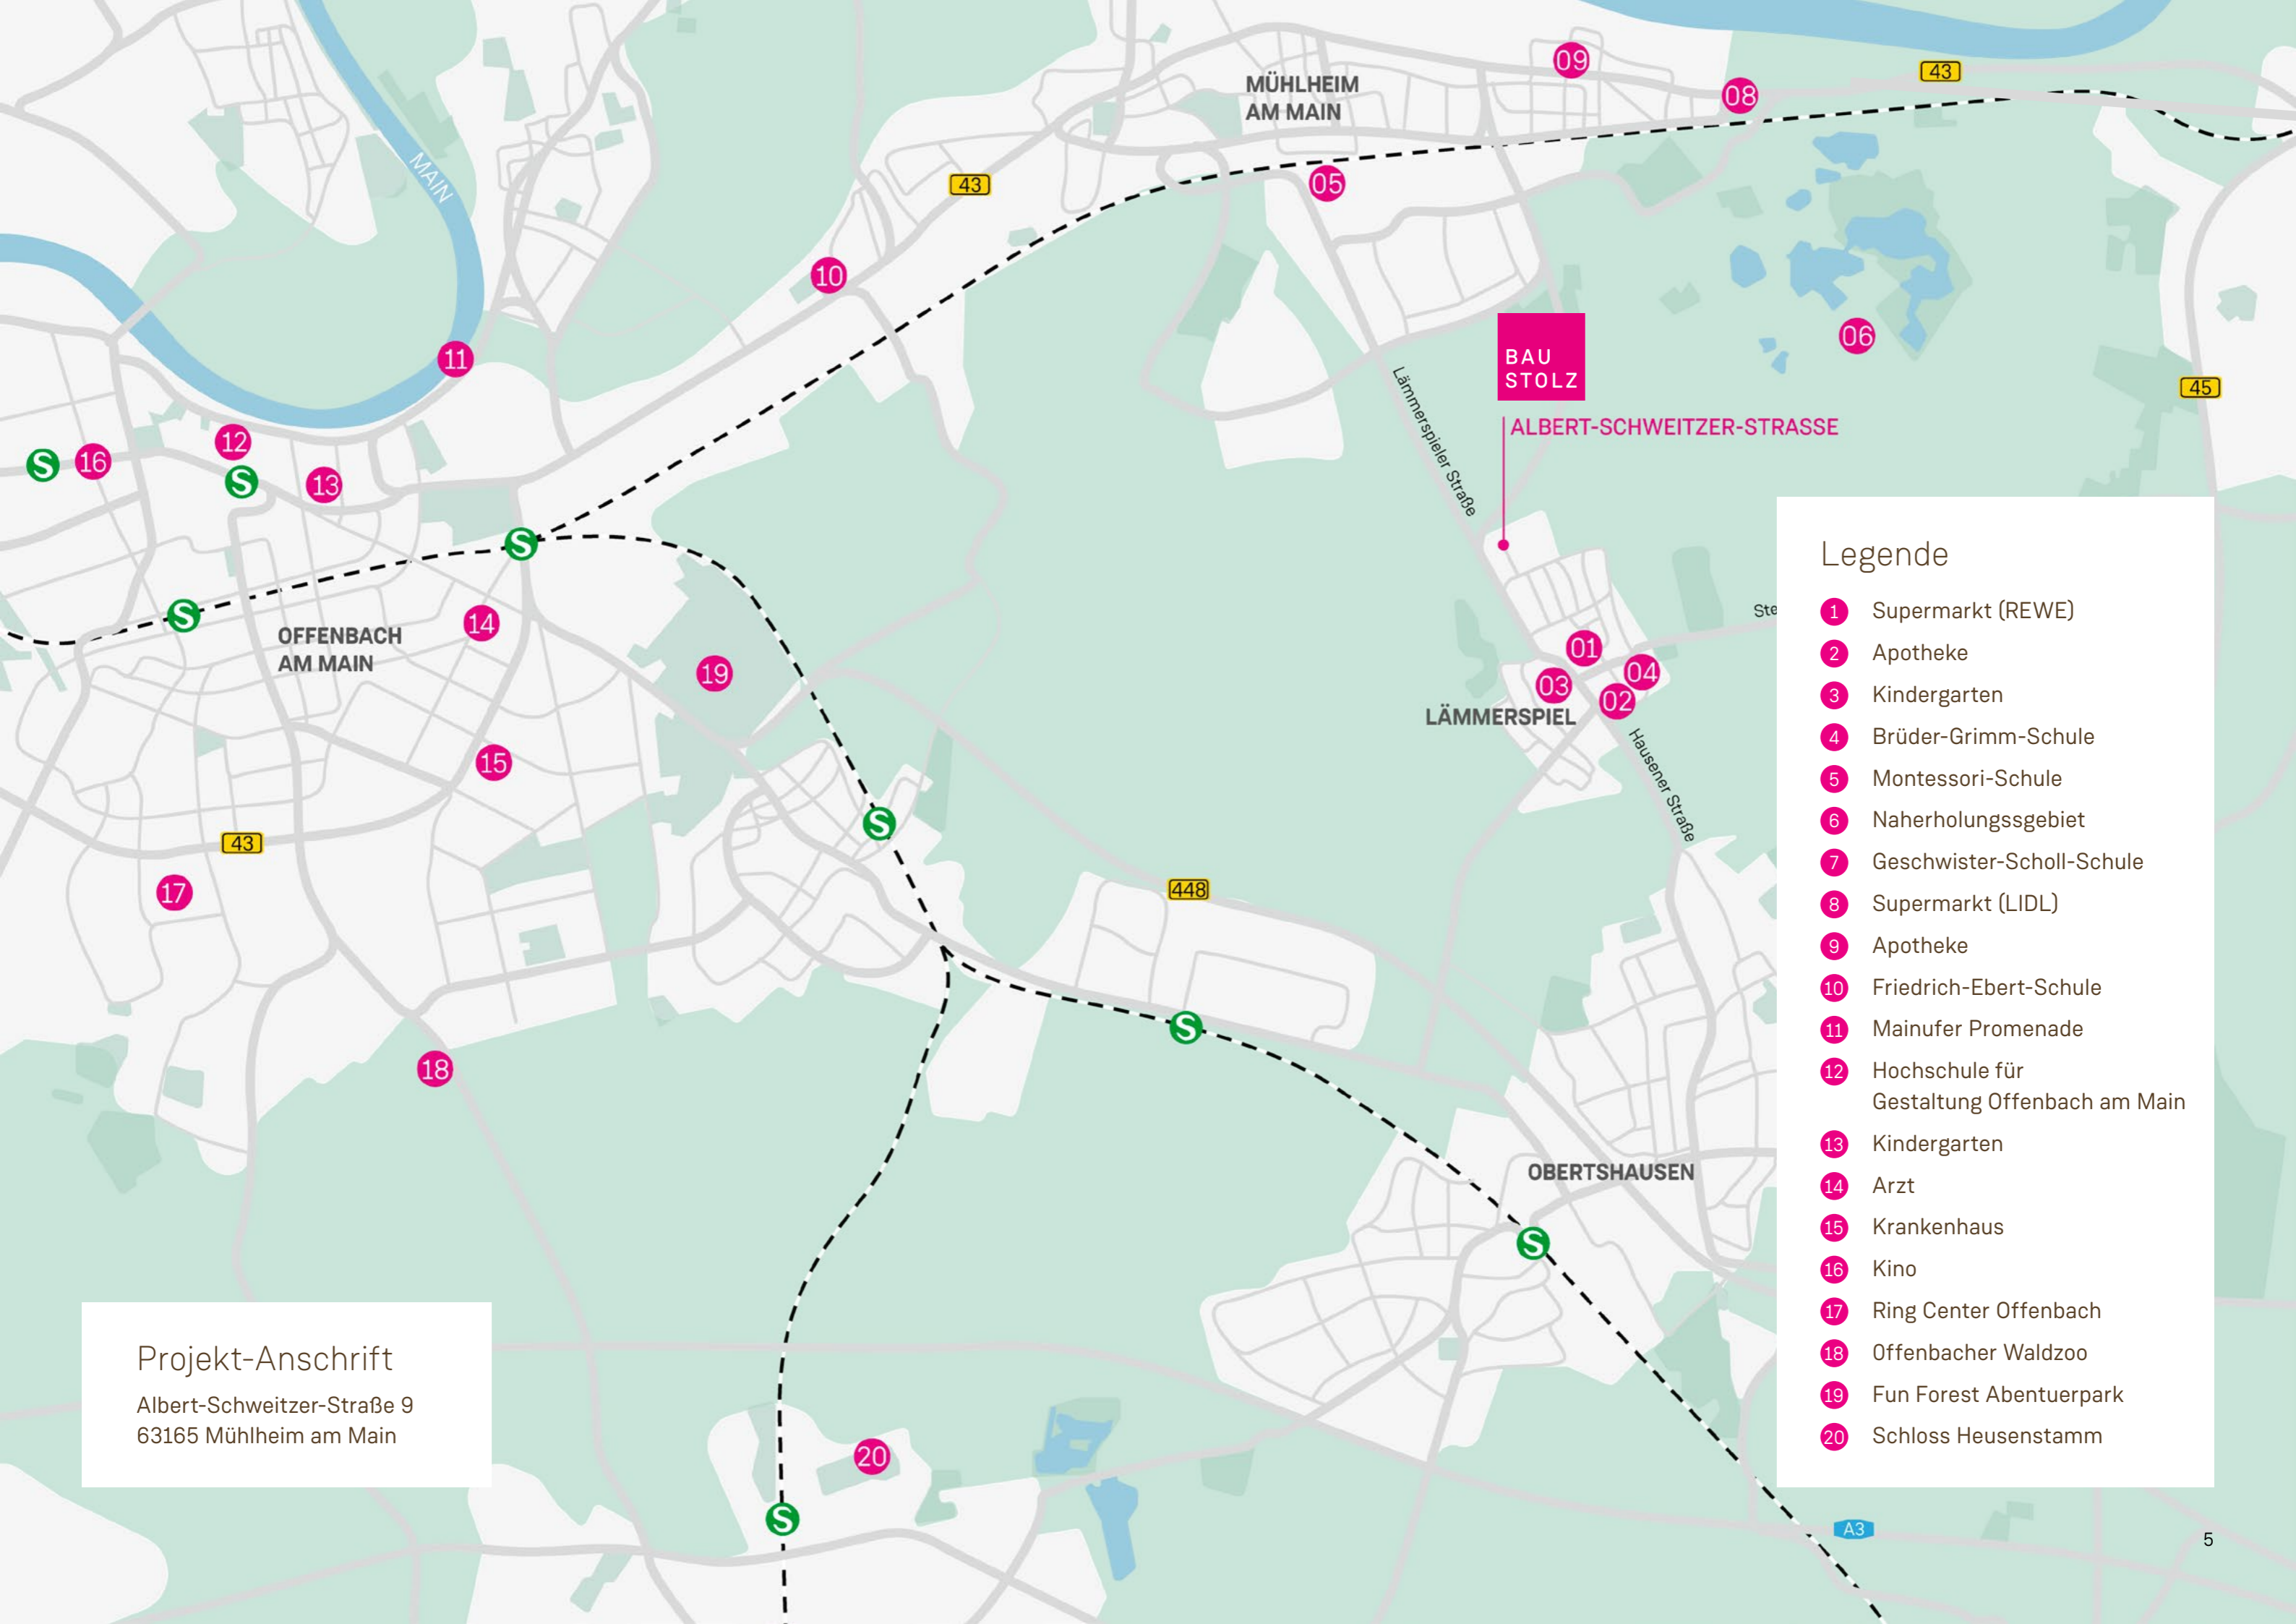 MÜHLHEIM
AM MAIN
09
08
43
MAIN
43
05
10
06
11
BAU
STOLZ
45
Lämmerspieler Straße
ALBERT-SCHWEITZER-STRASSE
S
16
12
S
13
S
S
OFFENBACH
AM MAIN
14
19
01
03
04
02
LÄMMERSPIEL
Ste
Hausener Straße
15
S
43
17
448
18
S
OBERTSHAUSEN
S
20
S
A3
Legende
1 Supermarkt (REWE)
2 Apotheke
3 Kindergarten
4 Brüder-Grimm-Schule
5 Montessori-Schule
6 Naherholungssgebiet
7 Geschwister-Scholl-Schule
8 Supermarkt (LIDL)
9 Apotheke
10 Friedrich-Ebert-Schule
11 Mainufer Promenade
12 Hochschule für
Gestaltung Offenbach am Main
13 Kindergarten
14 Arzt
15 Krankenhaus
16 Kino
17 Ring Center Offenbach
18 Offenbacher Waldzoo
19 Fun Forest Abentuerpark
20 Schloss Heusenstamm
Projekt-Anschrift
Albert-Schweitzer-Straße 9
63165 Mühlheim am Main
5